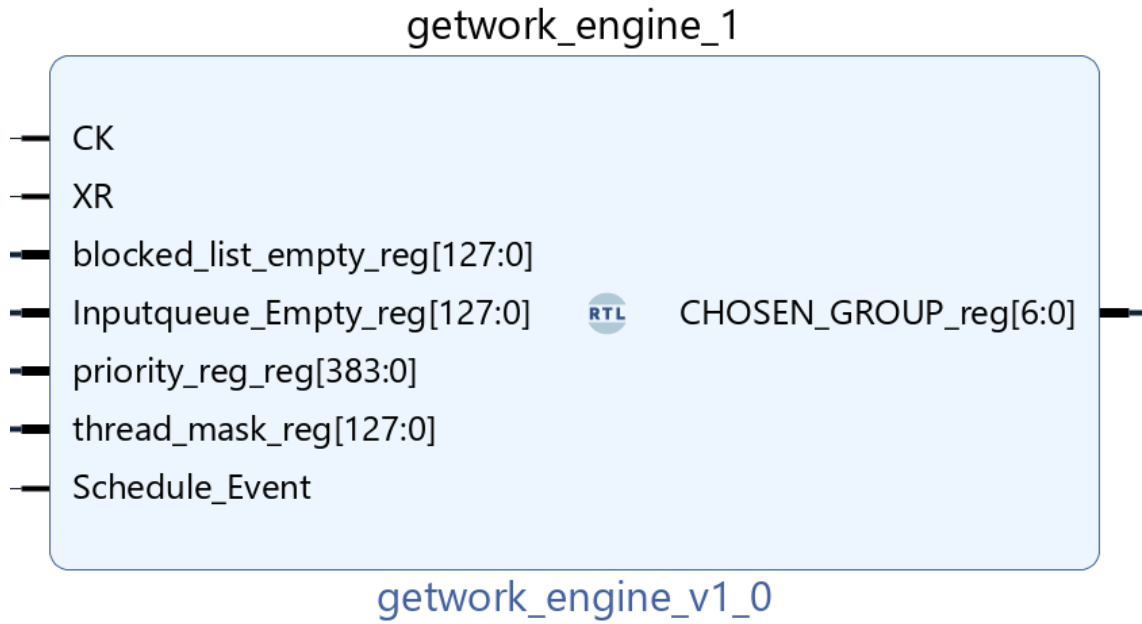 getwork_engine_1
CK
XR
blocked_list_empty_reg[127:0]
Inputqueue_Empty_reg[127:0] RTL CHOSEN_GROUP_reg[6:0]
priority_reg_reg[383:0]
thread_mask_reg[127:0]
Schedule_Event
getwork_engine_v1_0